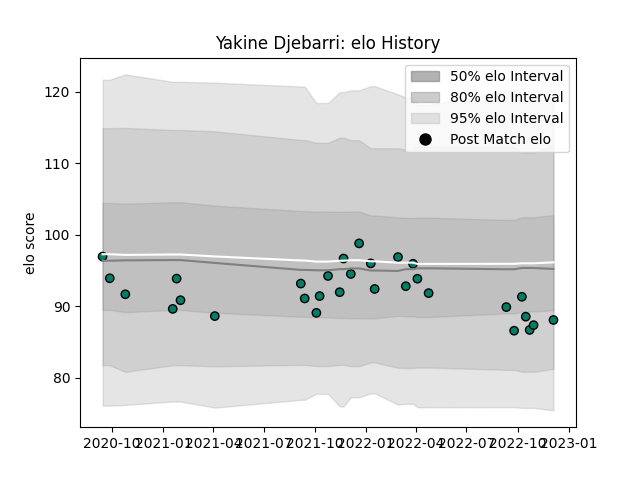 Yakine Djebarri: elo History
50% elo Interval
80% elo Interval
95% elo Interval
Post Match elo
elo score
120
110
100
90
80
2020-10 2021-01 2021-04 2021-07 2021-10 2022-01 2022-04 2022-07 2022-10 2023-01